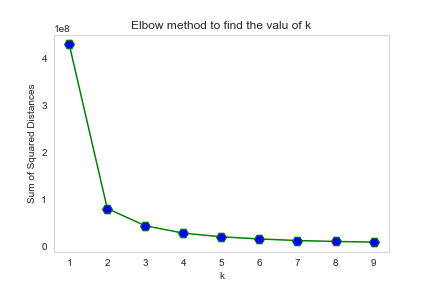 Elbow method to find the valu of k
1e8
4
3
2
1
0
Sum of Squared Distances
1 2 3 4 5 6 7 8 9
k